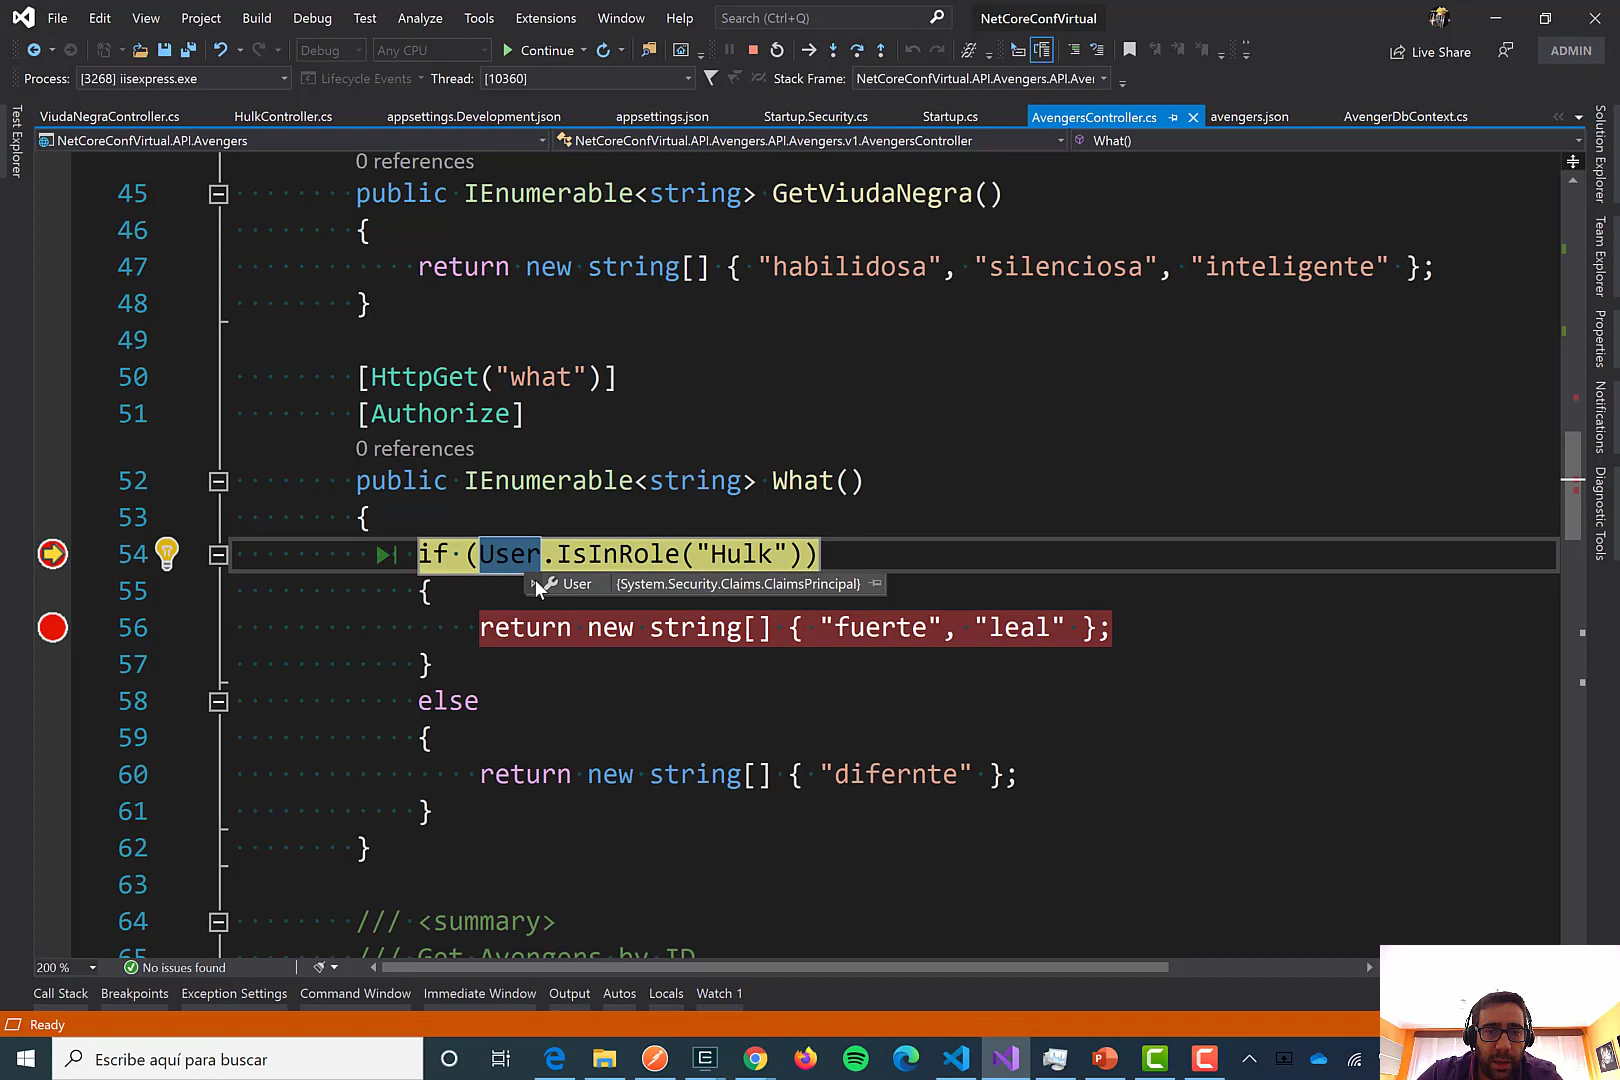 File Edit View Project Build Debug Test Analyze Tools Extensions Window Help Search (Ctrl+Q) NetCoreConfVirtual
Debug Any CPU Continue Live Share ADMIN
Process: [3268] iisexpress.exe Lifecycle Events Thread: [10360] Stack Frame: NetCoreConfVirtual.API.Avengers.API.Aver
ViudaNegraController.cs HulkController.cs appsettings.Development.json appsettings.json Startup.Security.cs Startup.cs AvengersController.cs avengers.json AvengerDbContext.cs
NetCoreConfVirtual.API.Avengers NetCoreConfVirtual.API.Avengers.API.Avengers.v1.AvengersController What()
Test Explorer
Solution Explorer
Team Explorer
Properties
Notifications
Diagnostic Tools
0 references
45 public IEnumerable<string> GetViudaNegra()
46 {
47 return new string[] { "habilidosa", "silenciosa", "inteligente" };
48 }
49
50 [HttpGet("what")]
51 [Authorize]
0 references
52 public IEnumerable<string> What()
53 {
54 if (User.IsInRole("Hulk"))
User {System.Security.Claims.ClaimsPrincipal}
55 {
56 return new string[] { "fuerte", "leal" };
57 }
58 else
59 {
60 return new string[] { "difernte" };
61 }
62 }
63
64 /// <summary>
65 /// Get Avengers by ID
200 % No issues found
Call Stack Breakpoints Exception Settings Command Window Immediate Window Output Autos Locals Watch 1
Ready
Escribe aquí para buscar